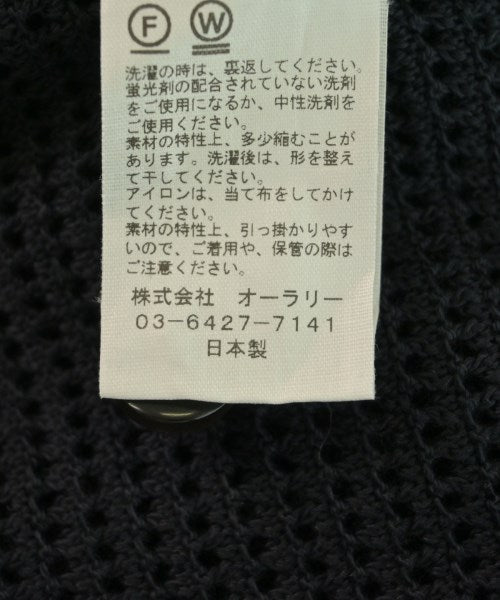 F W
洗濯の時は、裏返してください。
蛍光剤の配合されていない洗剤
をご使用になるか、中性洗剤を
ご使用ください。
素材の特性上、多少縮むことが
あります。洗濯後は、形を整え
て干してください。
アイロンは、当て布をしてかけ
てください。
素材の特性上、引っ掛かりやす
いので、ご着用や、保管の際は
ご注意ください。
株式会社 オーラリー
03-6427-7141
日本製